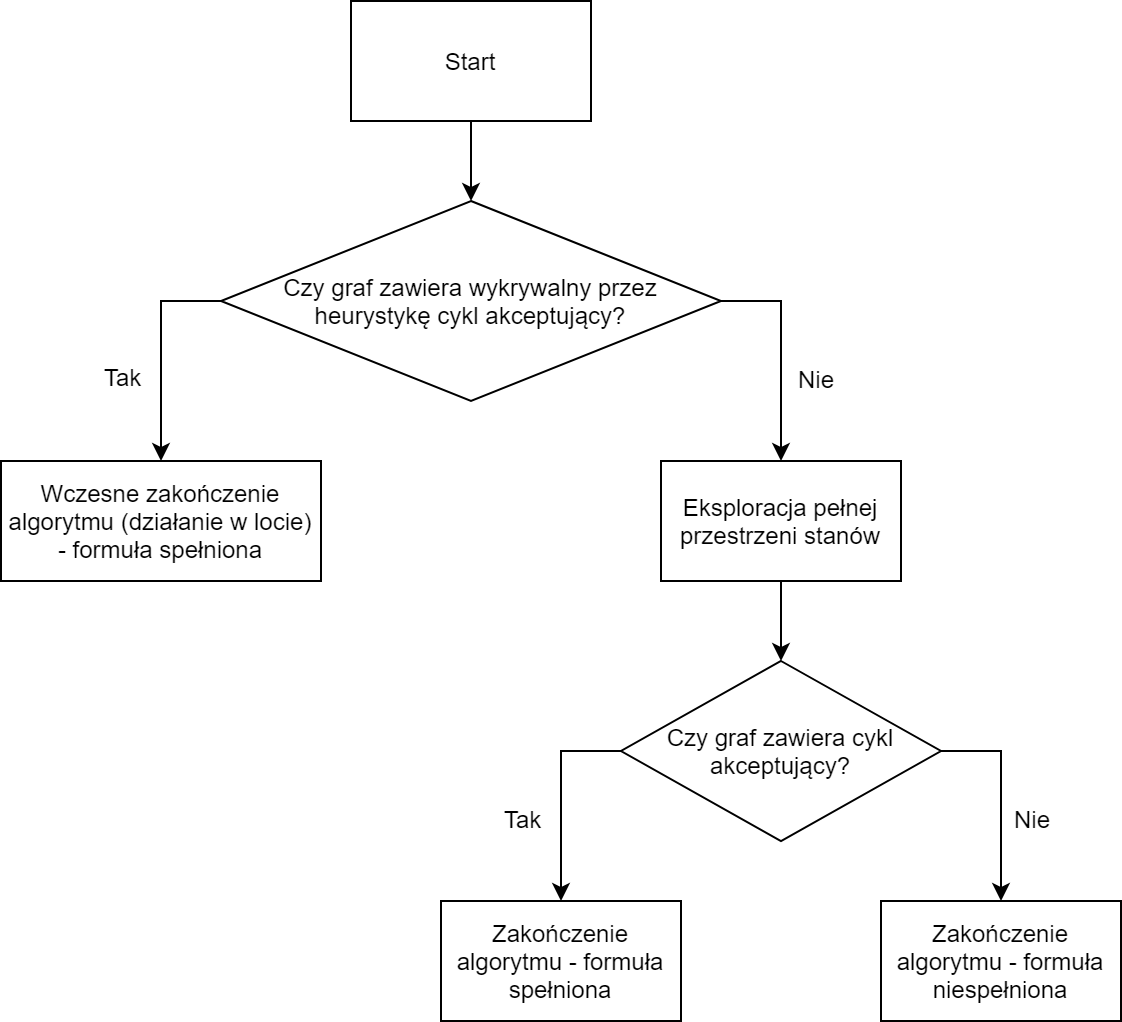 Start
Czy graf zawiera wykrywalny przez
heurystykę cykl akceptujący?
Tak
Nie
Wczesne zakończenie
algorytmu (działanie w locie)
- formuła spełniona
Eksploracja pełnej
przestrzeni stanów
Czy graf zawiera cykl
akceptujący?
Tak
Nie
Zakończenie
algorytmu - formuła
spełniona
Zakończenie
algorytmu - formuła
niespełniona